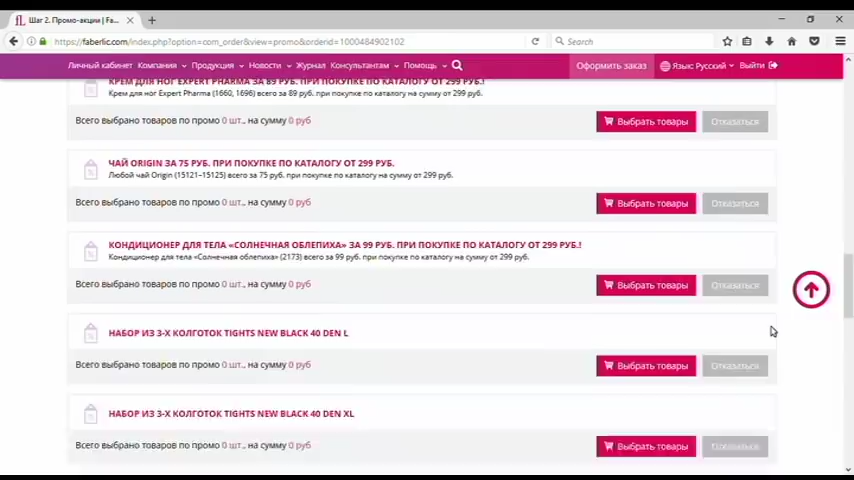 Шаг 2. Промо-акции | Fa...
https://faberlic.com/index.php?option=com_order&view=promo&orderid=1000484902102
Search
Личный кабинет Компания Продукция Новости Журнал Консультантам Помощь Оформить заказ Язык: Русский Выйти
КРЕМ ДЛЯ НОГ EXPERT PHARMA ЗА 89 РУБ. ПРИ ПОКУПКЕ ПО КАТАЛОГУ ОТ 299 РУБ.!
Крем для ног Expert Pharma (1660, 1696) всего за 89 руб. при покупке по каталогу на сумму от 299 руб.
Всего выбрано товаров по промо 0 шт., на сумму 0 руб Выбрать товары Отказаться
ЧАЙ ORIGIN ЗА 75 РУБ. ПРИ ПОКУПКЕ ПО КАТАЛОГУ ОТ 299 РУБ.
Любой чай Origin (15121–15125) всего за 75 руб. при покупке по каталогу на сумму от 299 руб.
Всего выбрано товаров по промо 0 шт., на сумму 0 руб Выбрать товары Отказаться
КОНДИЦИОНЕР ДЛЯ ТЕЛА «СОЛНЕЧНАЯ ОБЛЕПИХА» ЗА 99 РУБ. ПРИ ПОКУПКЕ ПО КАТАЛОГУ ОТ 299 РУБ.!
Кондиционер для тела «Солнечная облепиха» (2173) всего за 99 руб. при покупке по каталогу на сумму от 299 руб.
Всего выбрано товаров по промо 0 шт., на сумму 0 руб Выбрать товары Отказаться
НАБОР ИЗ 3-Х КОЛГОТОК TIGHTS NEW BLACK 40 DEN L
Всего выбрано товаров по промо 0 шт., на сумму 0 руб Выбрать товары Отказаться
НАБОР ИЗ 3-Х КОЛГОТОК TIGHTS NEW BLACK 40 DEN XL
Всего выбрано товаров по промо 0 шт., на сумму 0 руб Выбрать товары Отказаться